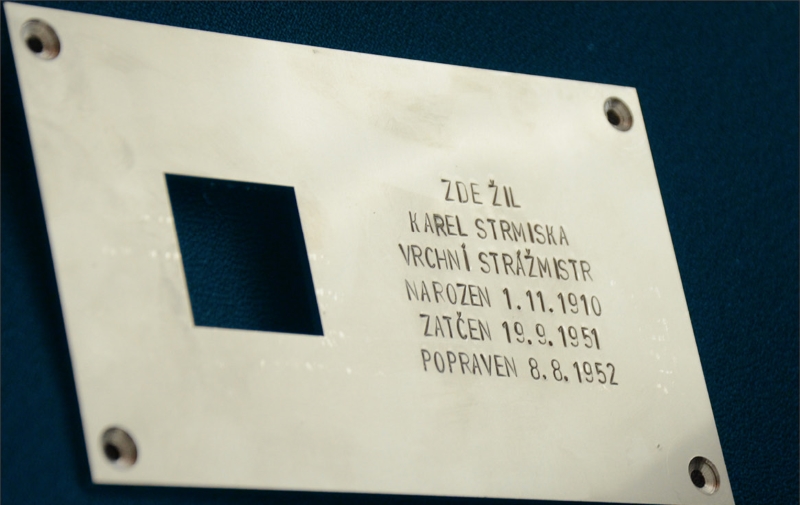 ZDE ŽIL
KAREL STRMISKA
VRCHNÍ STRÁŽMISTR
NAROZEN 1.11.1910
ZATČEN 19.9.1951
POPRAVEN 8.8.1952